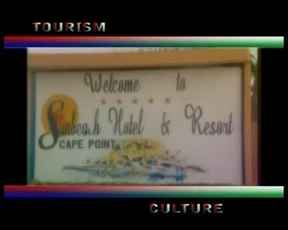 TOURISM
Welcome to
Sunbeach Hotel & Resort
CAPE POINT
CULTURE